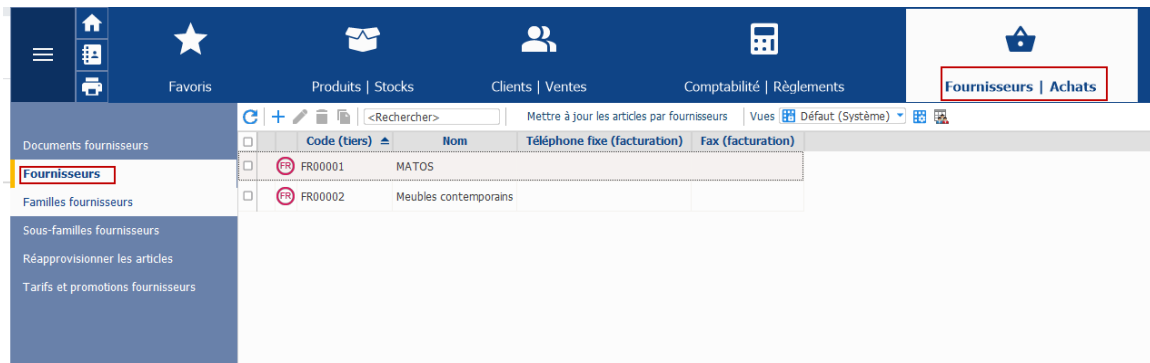 Favoris
Produits | Stocks
Clients | Ventes
Comptabilité | Règlements
Fournisseurs | Achats
Documents fournisseurs
Fournisseurs
Familles fournisseurs
Sous-familles fournisseurs
Réapprovisionner les articles
Tarifs et promotions fournisseurs
<Rechercher> Mettre à jour les articles par fournisseurs Vues Défaut (Système)
Code (tiers) Nom Téléphone fixe (facturation) Fax (facturation)
FR FR00001 MATOS
FR FR00002 Meubles contemporains